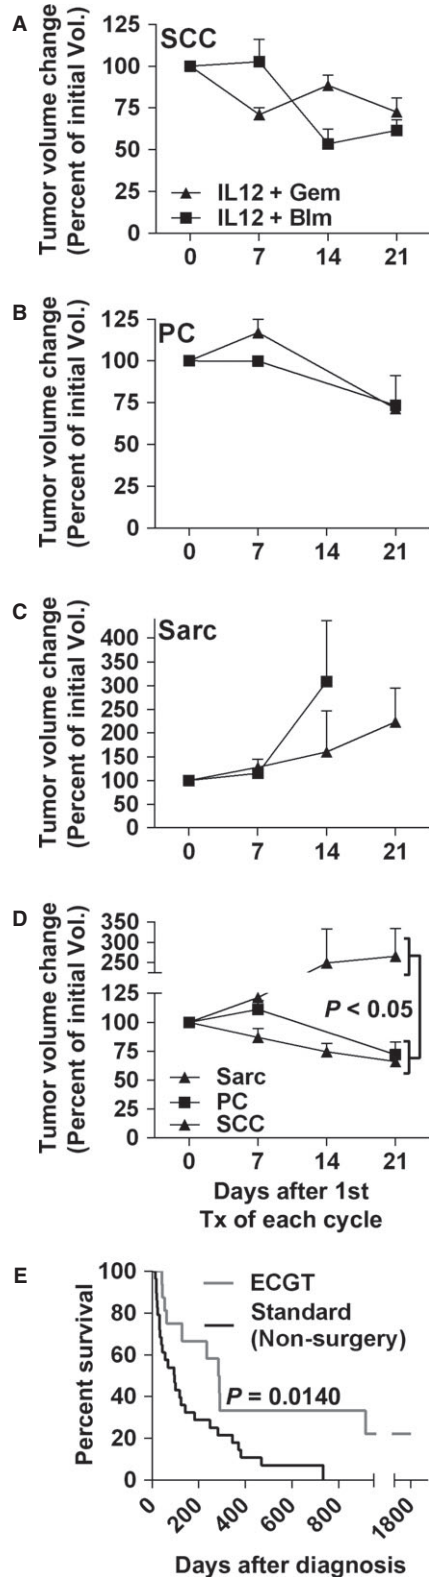 A
Tumor volume change
(Percent of initial Vol.)
SCC
125
100
75
50
25
0
IL12 + Gem
IL12 + Blm
0 7 14 21
B
Tumor volume change
(Percent of initial Vol.)
PC
125
100
75
50
25
0
0 7 14 21
C
Tumor volume change
(Percent of initial Vol.)
Sarc
400
350
300
250
200
150
100
50
0
0 7 14 21
D
Tumor volume change
(Percent of initial Vol.)
350
300
250
125
100
75
50
25
0
P < 0.05
Sarc
PC
SCC
0 7 14 21
Days after 1st
Tx of each cycle
E
Percent survival
100
80
60
40
20
0
ECGT
Standard
(Non-surgery)
P = 0.0140
0 200 400 600 800 1800
Days after diagnosis